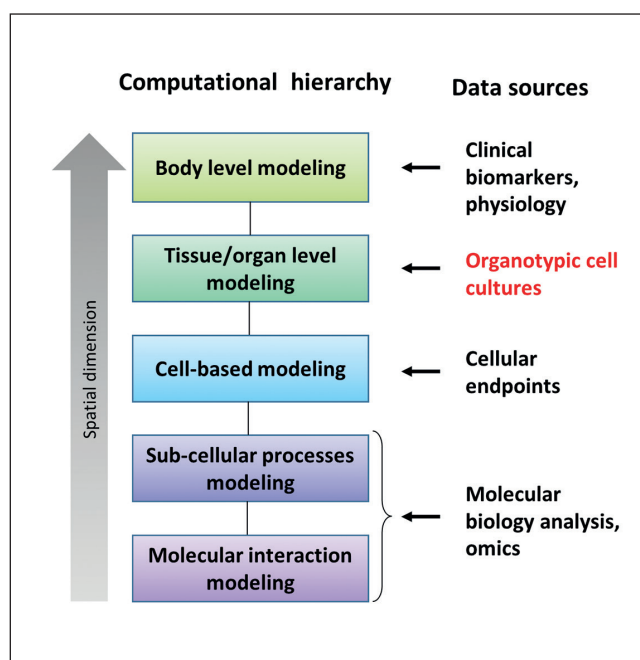 Computational hierarchy
Data sources
Body level modeling
Clinical
biomarkers,
physiology
Tissue/organ level
modeling
Organotypic cell
cultures
Cell-based modeling
Cellular
endpoints
Sub-cellular processes
modeling
Molecular
biology analysis,
omics
Molecular interaction
modeling
Spatial dimension